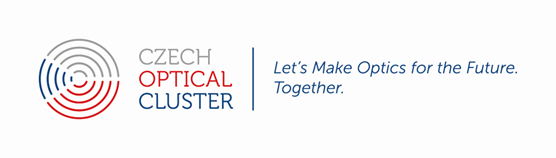 CZECH
OPTICAL
CLUSTER
Let's Make Optics for the Future.
Together.